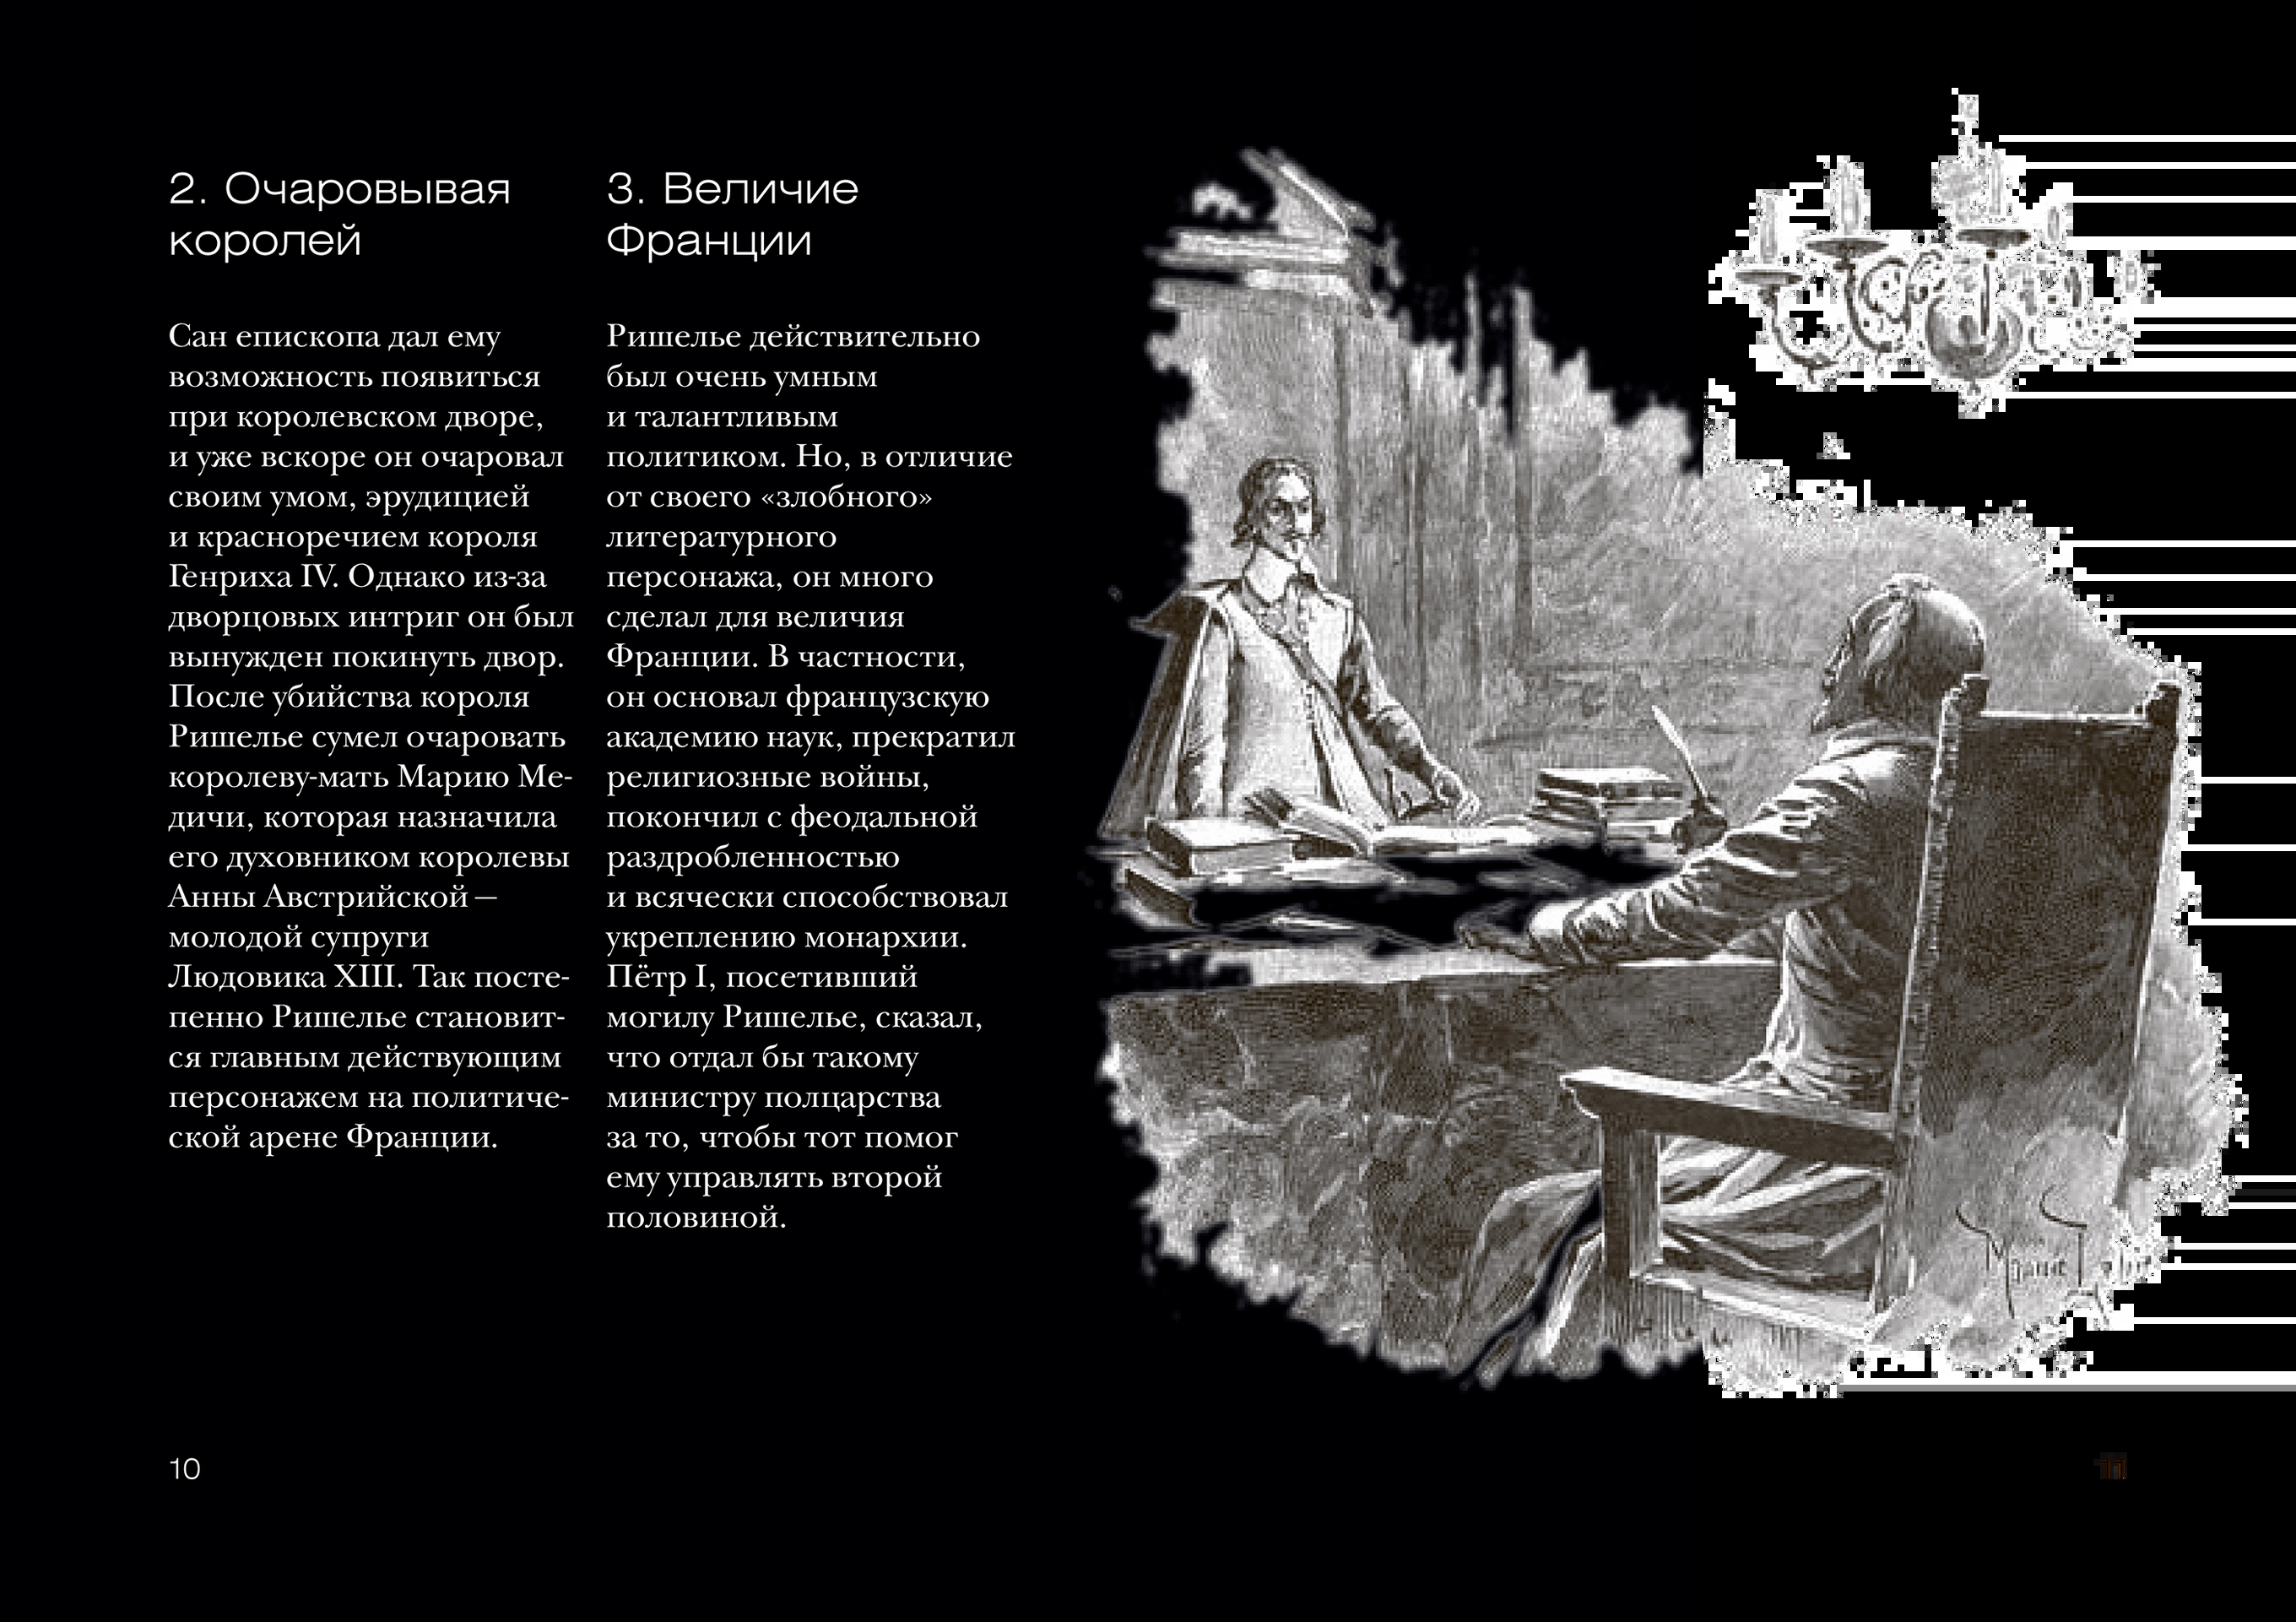 2. Очаровывая
королей
Сан епископа дал ему
возможность появиться
при королевском дворе,
и уже вскоре он очаровал
своим умом, эрудицией
и красноречием короля
Генриха IV. Однако из-за
дворцовых интриг он был
вынужден покинуть двор.
После убийства короля
Ришелье сумел очаровать
королеву-мать Марию Ме-
дичи, которая назначила
его духовником королевы
Анны Австрийской —
молодой супруги
Людовика XIII. Так посте-
пенно Ришелье становит-
ся главным действующим
персонажем на политиче-
ской арене Франции.
3. Величие
Франции
Ришелье действительно
был очень умным
и талантливым
политиком. Но, в отличие
от своего «злобного»
литературного
персонажа, он много
сделал для величия
Франции. В частности,
он основал французскую
академию наук, прекратил
религиозные войны,
покончил с феодальной
раздробленностью
и всячески способствовал
укреплению монархии.
Пётр I, посетивший
могилу Ришелье, сказал,
что отдал бы такому
министру полцарства
за то, чтобы тот помог
ему управлять второй
половиной.
10